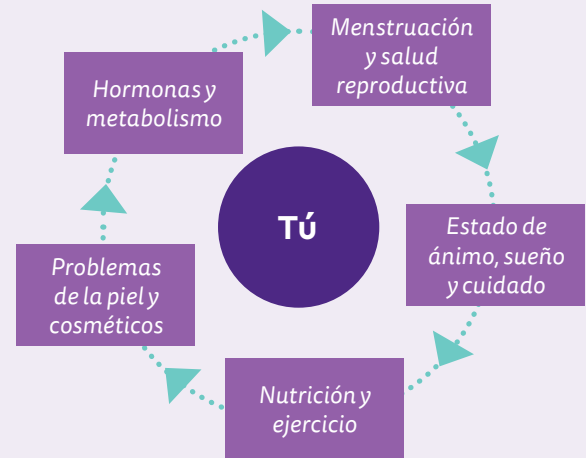 Menstruación
y salud
reproductiva
Hormonas y
metabolismo
Tú
Estado de
ánimo, sueño
y cuidado
Problemas
de la piel y
cosméticos
Nutrición y
ejercicio